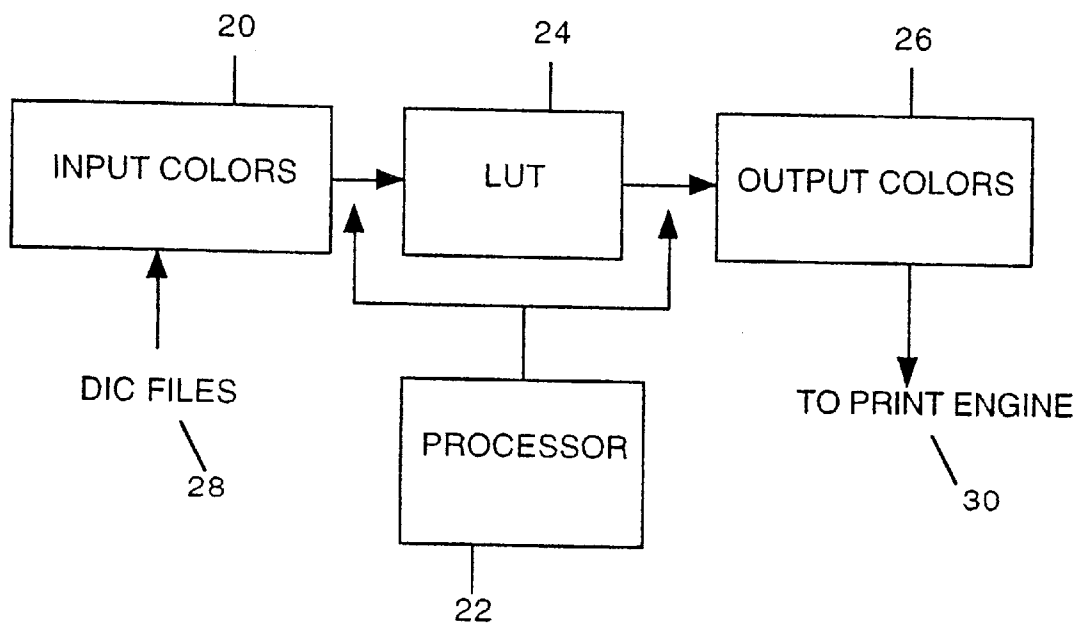 20
24
26
INPUT COLORS
LUT
OUTPUT COLORS
DIC FILES
28
PROCESSOR
22
TO PRINT ENGINE
30